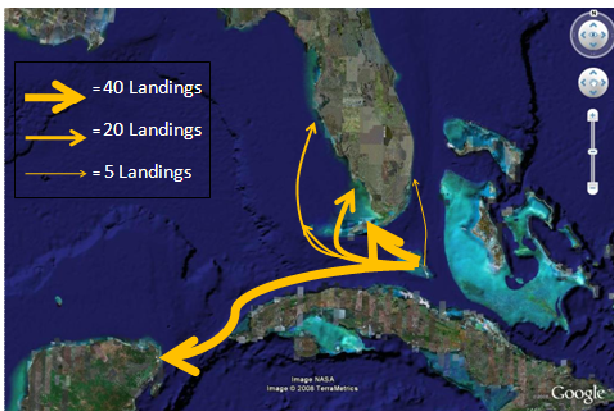 N
= 40 Landings
= 20 Landings
= 5 Landings
Image NASA
Image © 2008 TerraMetrics
Google